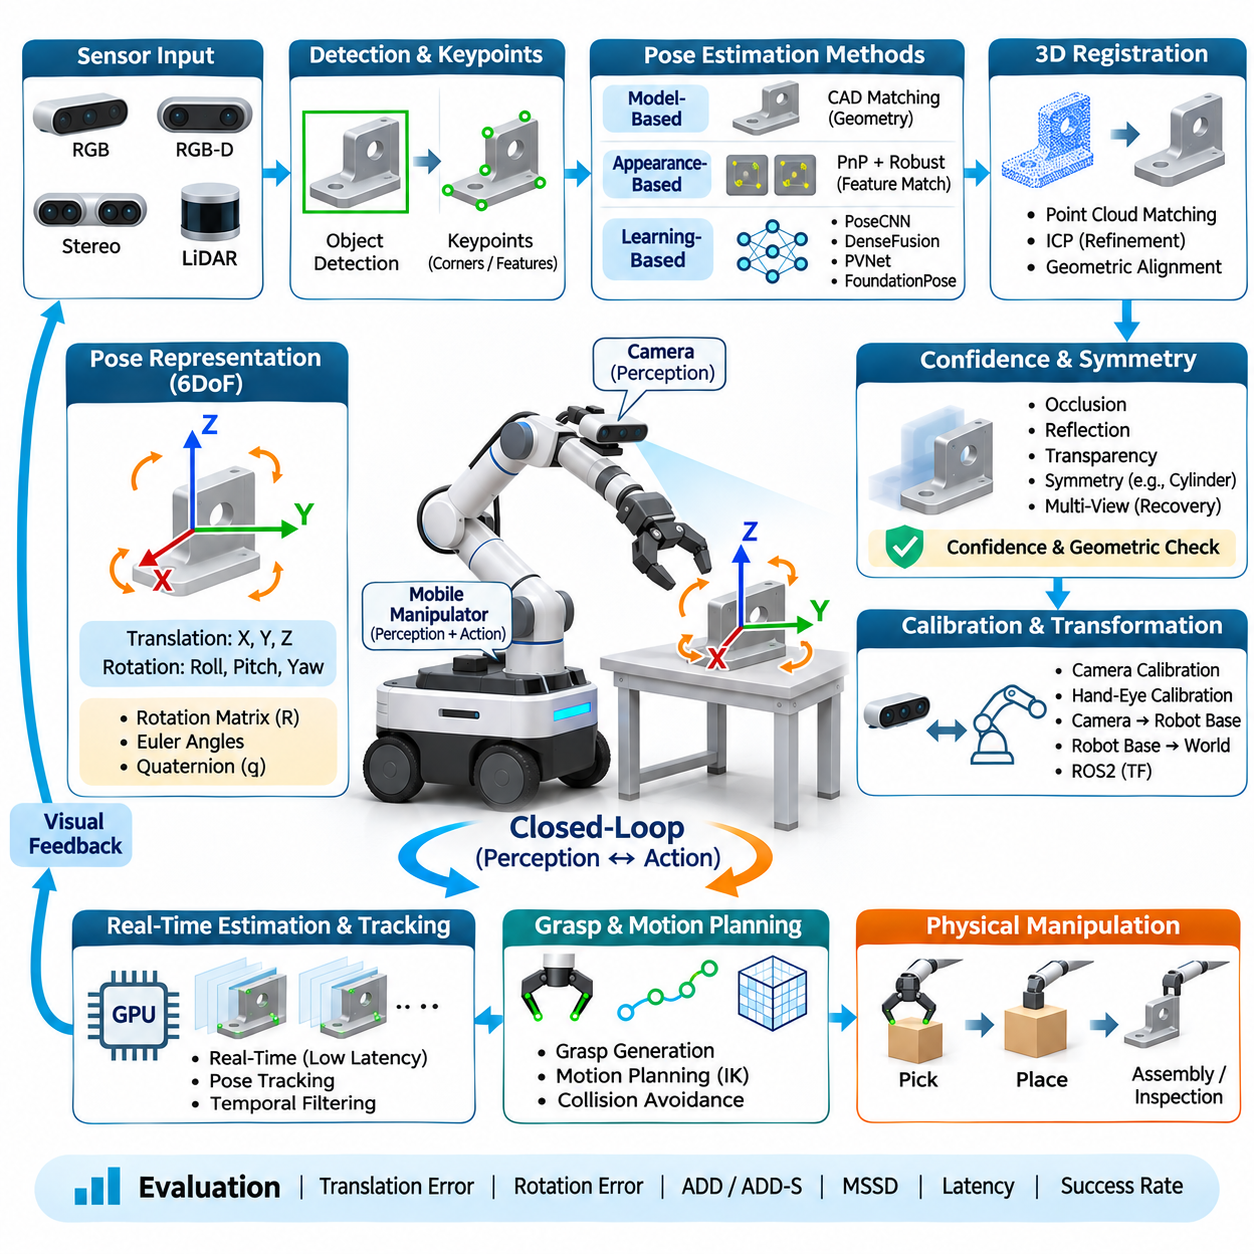 Sensor Input
RGB
RGB-D
Stereo
LiDAR
Detection & Keypoints
Object
Detection
Keypoints
(Corners / Features)
Pose Estimation Methods
Model-
Based
CAD Matching
(Geometry)
Appearance-
Based
PnP + Robust
(Feature Match)
Learning-
Based
• PoseCNN
• DenseFusion
• PVNet
• FoundationPose
3D Registration
• Point Cloud Matching
• ICP (Refinement)
• Geometric Alignment
Pose Representation
(6DoF)
Z
Y
X
Translation: X, Y, Z
Rotation: Roll, Pitch, Yaw
• Rotation Matrix (R)
• Euler Angles
• Quaternion (q)
Camera
(Perception)
Mobile
Manipulator
(Perception + Action)
Z
Y
X
Confidence & Symmetry
• Occlusion
• Reflection
• Transparency
• Symmetry (e.g., Cylinder)
• Multi-View (Recovery)
Confidence & Geometric Check
Calibration & Transformation
• Camera Calibration
• Hand-Eye Calibration
• Camera → Robot Base
• Robot Base → World
• ROS2 (TF)
Visual
Feedback
Closed-Loop
(Perception ↔ Action)
Real-Time Estimation & Tracking
GPU
• Real-Time (Low Latency)
• Pose Tracking
• Temporal Filtering
Grasp & Motion Planning
• Grasp Generation
• Motion Planning (IK)
• Collision Avoidance
Physical Manipulation
Pick
Place
Assembly /
Inspection
Evaluation | Translation Error | Rotation Error | ADD / ADD-S | MSSD | Latency | Success Rate